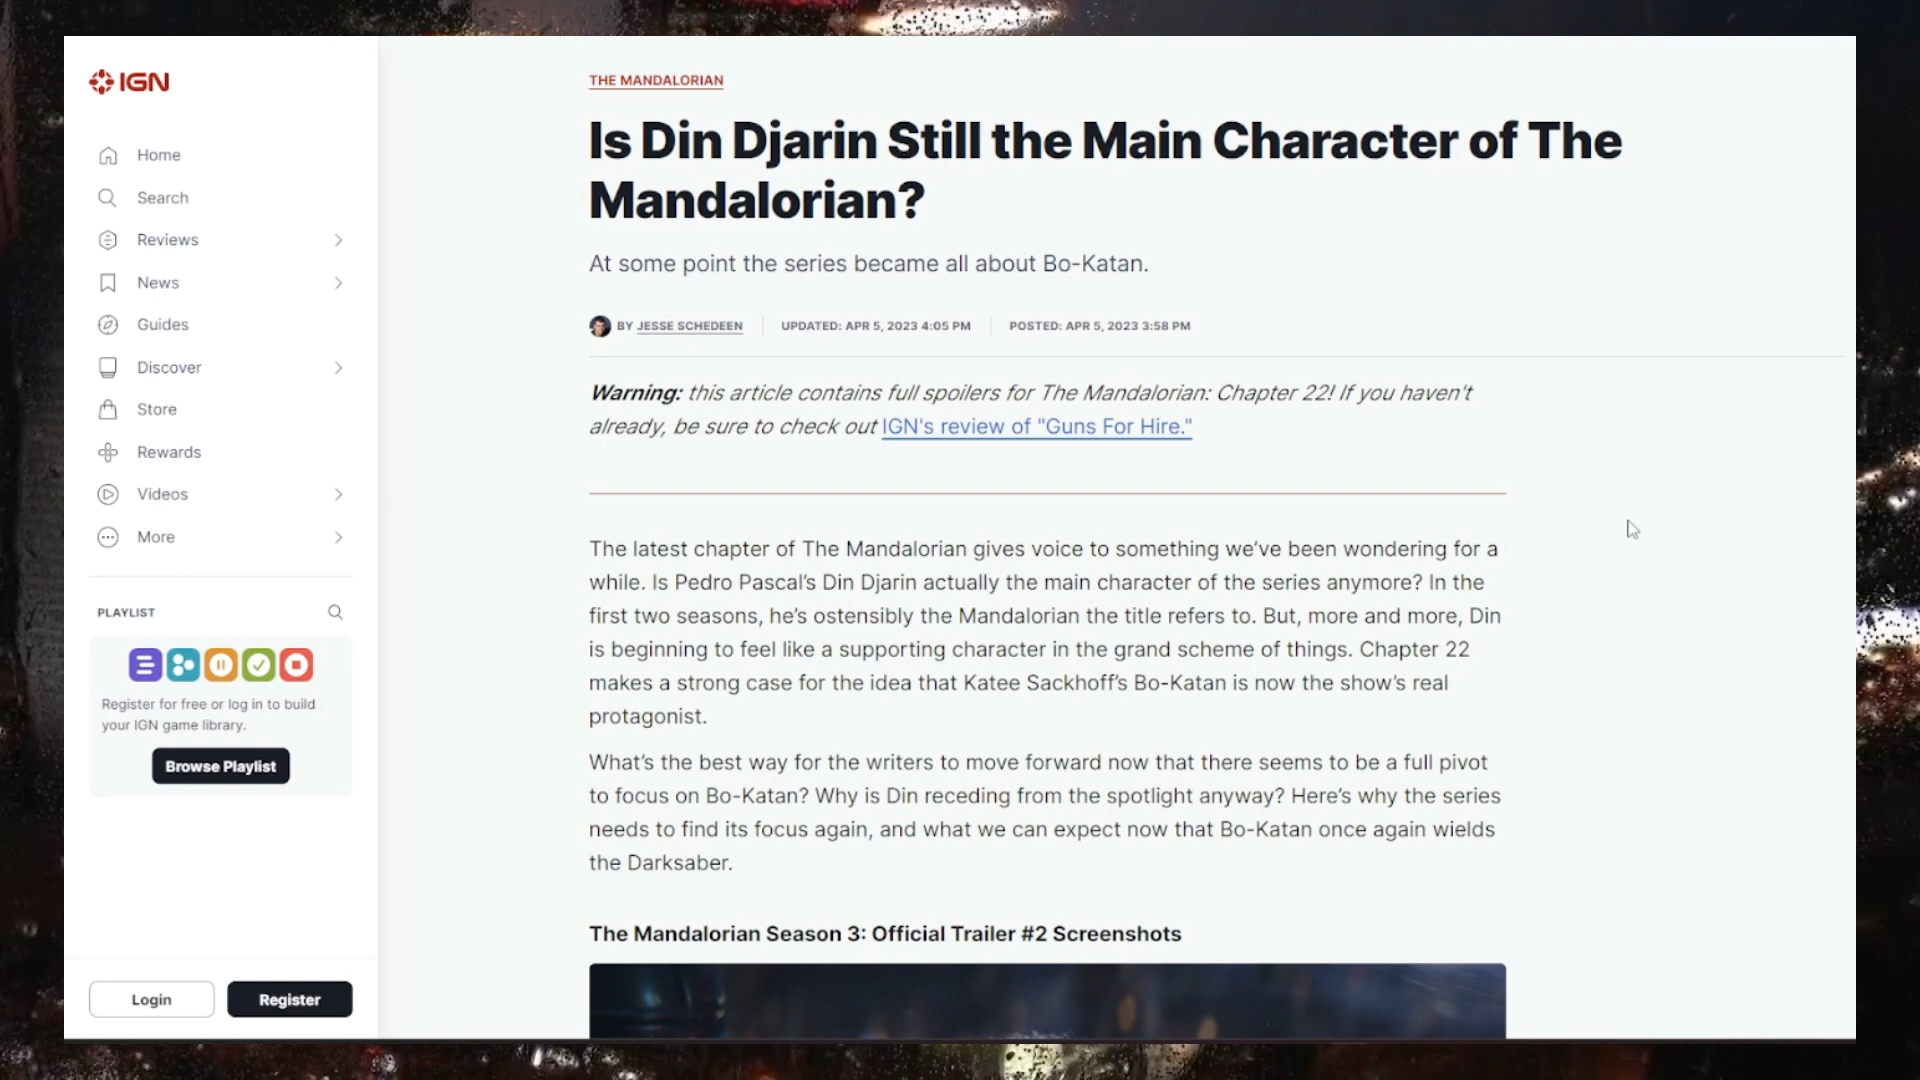 IGN
Home
Search
Reviews
News
Guides
Discover
Store
Rewards
Videos
More
PLAYLIST
Register for free or log in to build
your IGN game library.
Browse Playlist
Login
Register
THE MANDALORIAN
Is Din Djarin Still the Main Character of The
Mandalorian?
At some point the series became all about Bo-Katan.
BY JESSE SCHEDEEN UPDATED: APR 5, 2023 4:05 PM POSTED: APR 5, 2023 3:58 PM
Warning: this article contains full spoilers for The Mandalorian: Chapter 22! If you haven't
already, be sure to check out IGN's review of "Guns For Hire."
The latest chapter of The Mandalorian gives voice to something we've been wondering for a
while. Is Pedro Pascal's Din Djarin actually the main character of the series anymore? In the
first two seasons, he's ostensibly the Mandalorian the title refers to. But, more and more, Din
is beginning to feel like a supporting character in the grand scheme of things. Chapter 22
makes a strong case for the idea that Katee Sackhoff's Bo-Katan is now the show's real
protagonist.
What's the best way for the writers to move forward now that there seems to be a full pivot
to focus on Bo-Katan? Why is Din receding from the spotlight anyway? Here's why the series
needs to find its focus again, and what we can expect now that Bo-Katan once again wields
the Darksaber.
The Mandalorian Season 3: Official Trailer #2 Screenshots